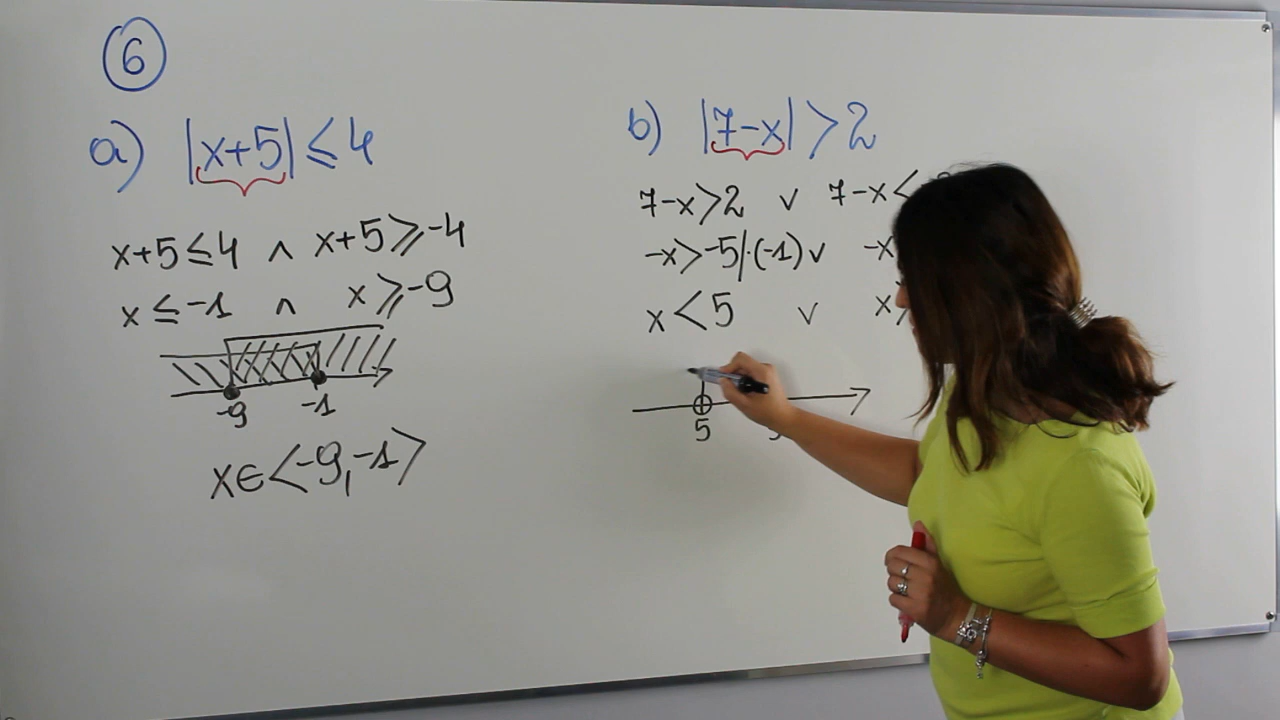 6
a) |x+5| ≤ 4
x+5 ≤ 4 ∧ x+5 ⩾ -4
x ≤ -1 ∧ x ⩾ -9
-9 -1
x∈<-9,-1>
b) |7-x| > 2
7-x>2 ∨ 7-x<
-x>-5|·(-1) ∨ -x
x<5 ∨ x>
5